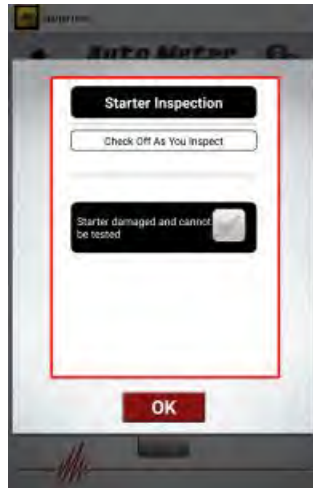 Auto Meter
Starter Inspection
Check Off As You Inspect
Starter damaged and cannot
be tested
OK